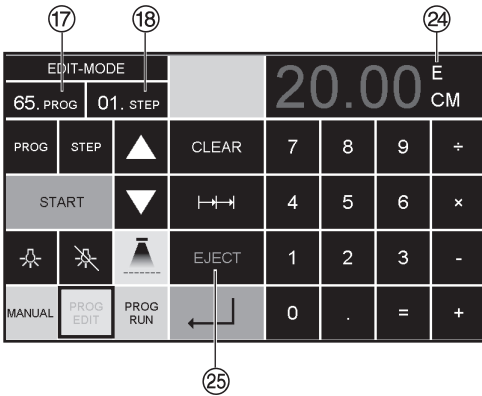 17 18 24
EDIT-MODE
65. PROG 01. STEP 20.00 E CM
PROG STEP CLEAR 7 8 9 ÷
START 4 5 6 ×
EJECT 1 2 3 -
MANUAL PROG EDIT PROG RUN 0 . = +
25